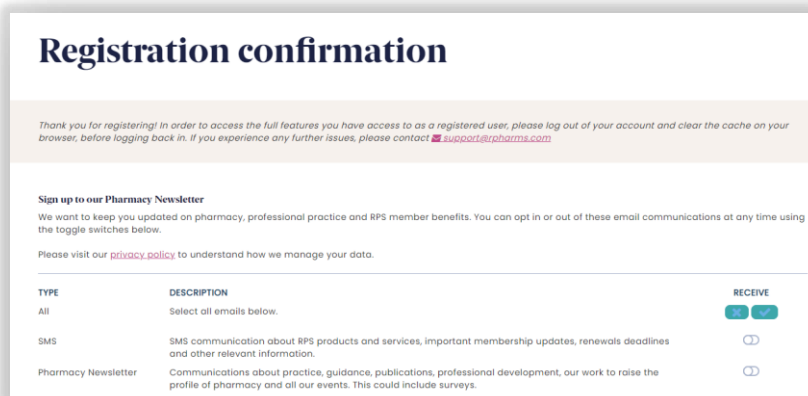 Registration confirmation
Thank you for registering! In order to access the full features you have access to as a registered user, please log out of your account and clear the cache on your
browser, before logging back in. If you experience any further issues, please contact support@rpharms.com
Sign up to our Pharmacy Newsletter
We want to keep you updated on pharmacy, professional practice and RPS member benefits. You can opt in or out of these email communications at any time using
the toggle switches below.
Please visit our privacy policy to understand how we manage your data.
TYPE DESCRIPTION RECEIVE
All Select all emails below.
SMS SMS communication about RPS products and services, important membership updates, renewals deadlines
and other relevant information.
Pharmacy Newsletter Communications about practice, guidance, publications, professional development, our work to raise the
profile of pharmacy and all our events. This could include surveys.